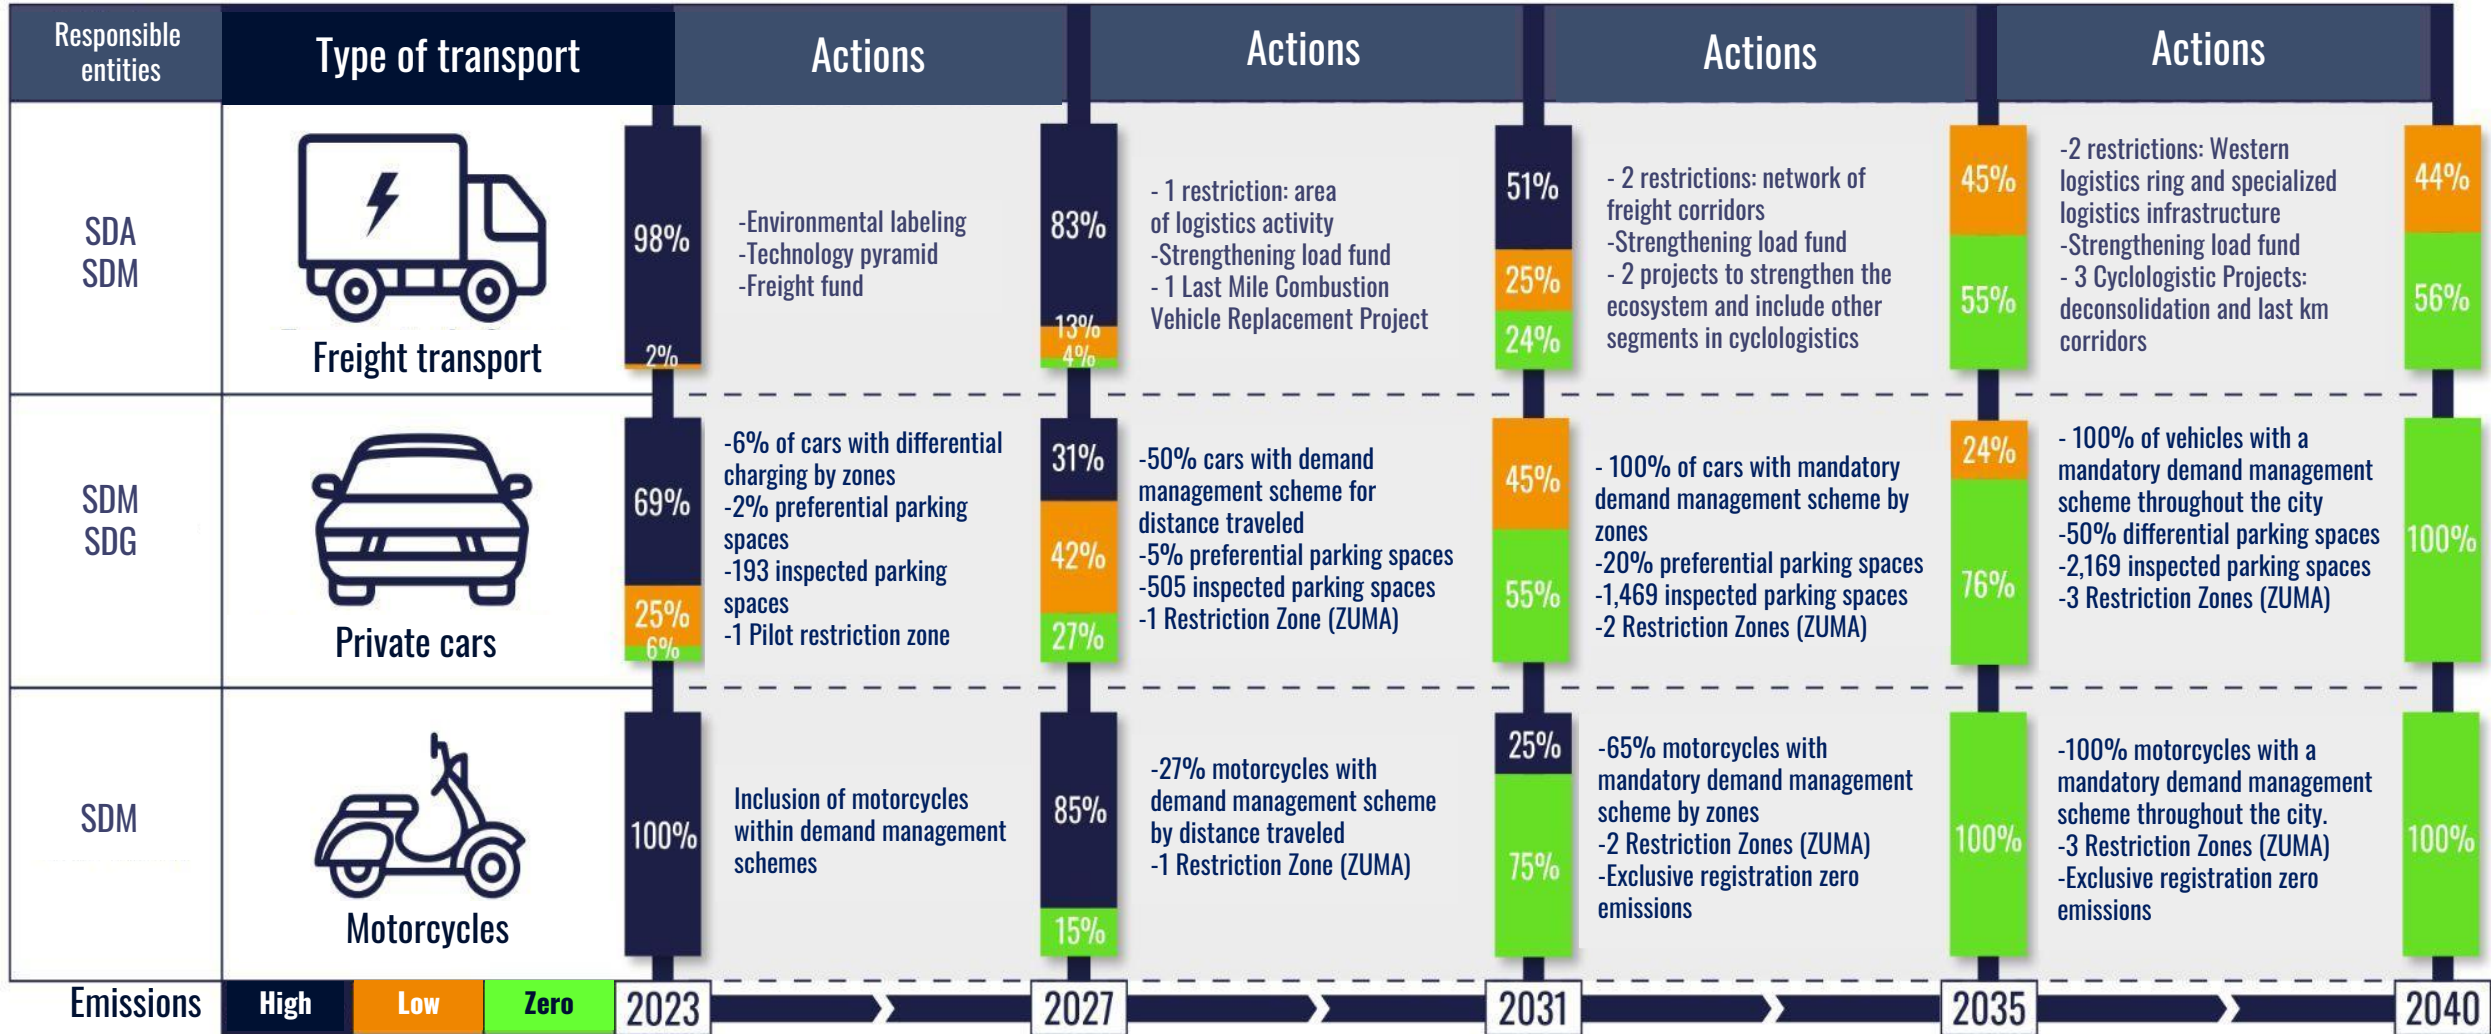 Responsible
entities
Type of transport
Actions
Actions
Actions
Actions
SDA
SDM
Freight transport
98%
2%
-Environmental labeling
-Technology pyramid
-Freight fund
83%
13%
4%
- 1 restriction: area
of logistics activity
-Strengthening load fund
- 1 Last Mile Combustion
Vehicle Replacement Project
51%
25%
24%
- 2 restrictions: network of
freight corridors
-Strengthening load fund
- 2 projects to strengthen the
ecosystem and include other
segments in cyclologistics
45%
55%
-2 restrictions: Western
logistics ring and specialized
logistics infrastructure
-Strengthening load fund
- 3 Cyclologistic Projects:
deconsolidation and last km
corridors
44%
56%
SDM
SDG
Private cars
69%
25%
6%
-6% of cars with differential
charging by zones
-2% preferential parking
spaces
-193 inspected parking
spaces
-1 Pilot restriction zone
31%
42%
27%
-50% cars with demand
management scheme for
distance traveled
-5% preferential parking spaces
-505 inspected parking spaces
-1 Restriction Zone (ZUMA)
45%
55%
- 100% of cars with mandatory
demand management scheme by
zones
-20% preferential parking spaces
-1,469 inspected parking spaces
-2 Restriction Zones (ZUMA)
24%
76%
- 100% of vehicles with a
mandatory demand management
scheme throughout the city
-50% differential parking spaces
-2,169 inspected parking spaces
-3 Restriction Zones (ZUMA)
100%
SDM
Motorcycles
100%
Inclusion of motorcycles
within demand management
schemes
85%
15%
-27% motorcycles with
demand management scheme
by distance traveled
-1 Restriction Zone (ZUMA)
25%
75%
-65% motorcycles with
mandatory demand management
scheme by zones
-2 Restriction Zones (ZUMA)
-Exclusive registration zero
emissions
100%
-100% motorcycles with a
mandatory demand management
scheme throughout the city.
-3 Restriction Zones (ZUMA)
-Exclusive registration zero
emissions
100%
Emissions
High
Low
Zero
2023
2027
2031
2035
2040